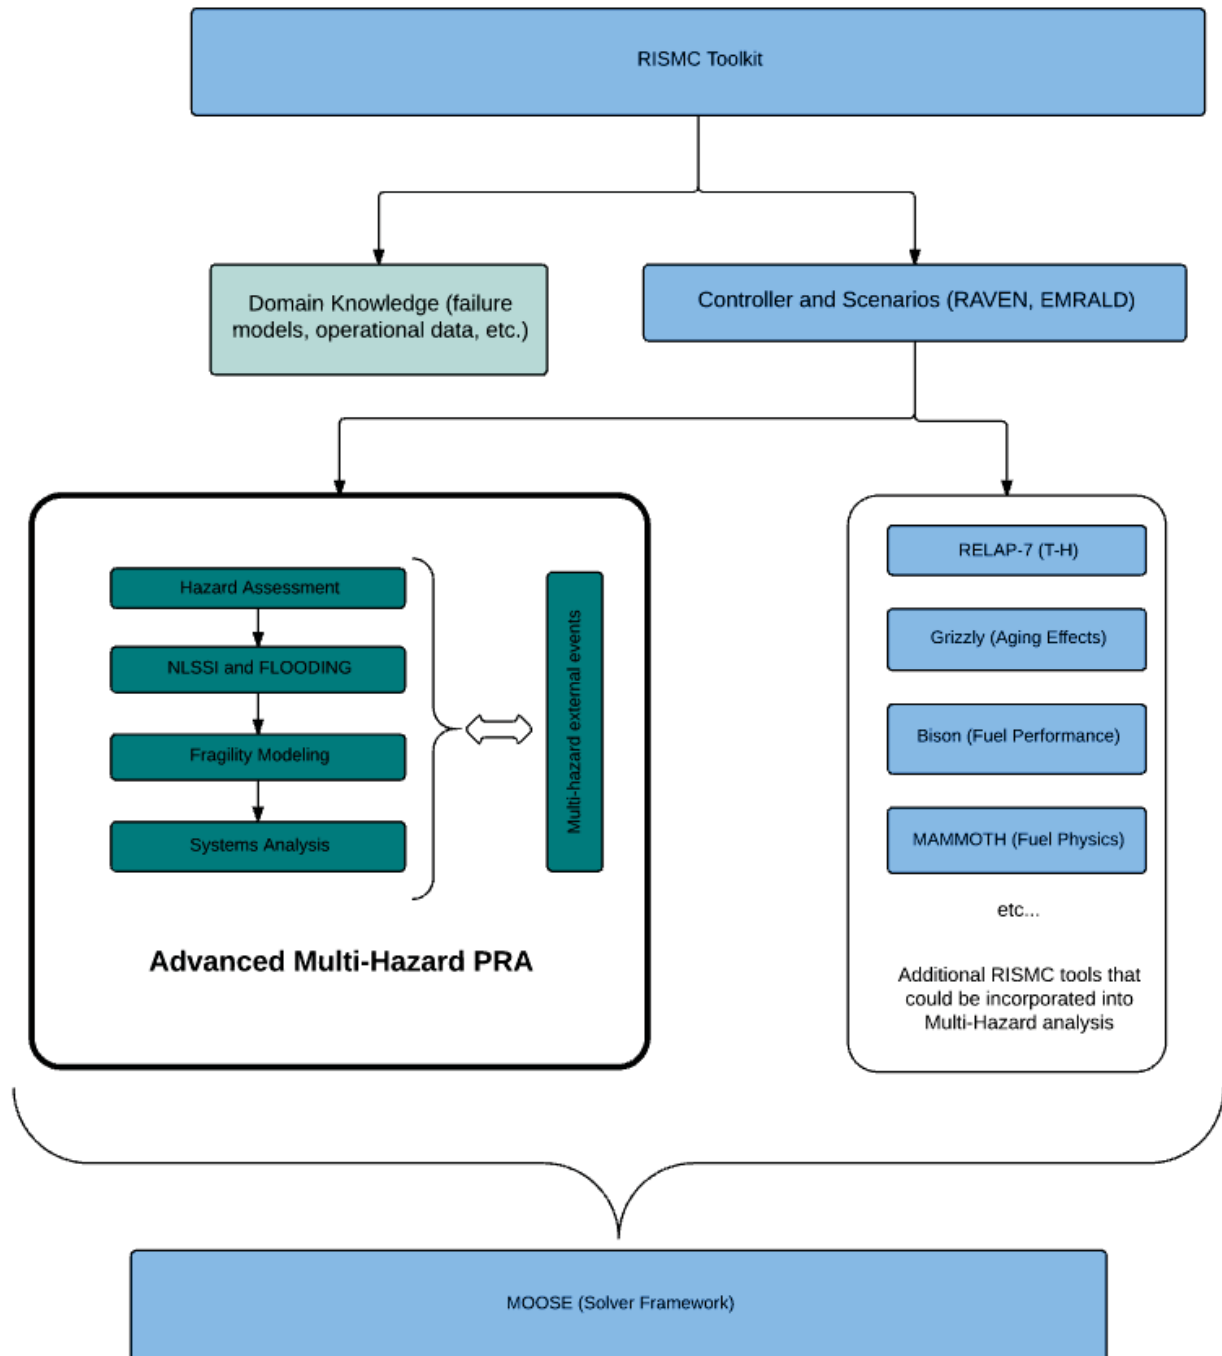 RISMC Toolkit
Domain Knowledge (failure
models, operational data, etc.)
Controller and Scenarios (RAVEN, EMRALD)
Hazard Assessment
NLSSI and FLOODING
Fragility Modeling
Systems Analysis
Multi-hazard external events
Advanced Multi-Hazard PRA
RELAP-7 (T-H)
Grizzly (Aging Effects)
Bison (Fuel Performance)
MAMMOTH (Fuel Physics)
etc...
Additional RISMC tools that
could be incorporated into
Multi-Hazard analysis
MOOSE (Solver Framework)